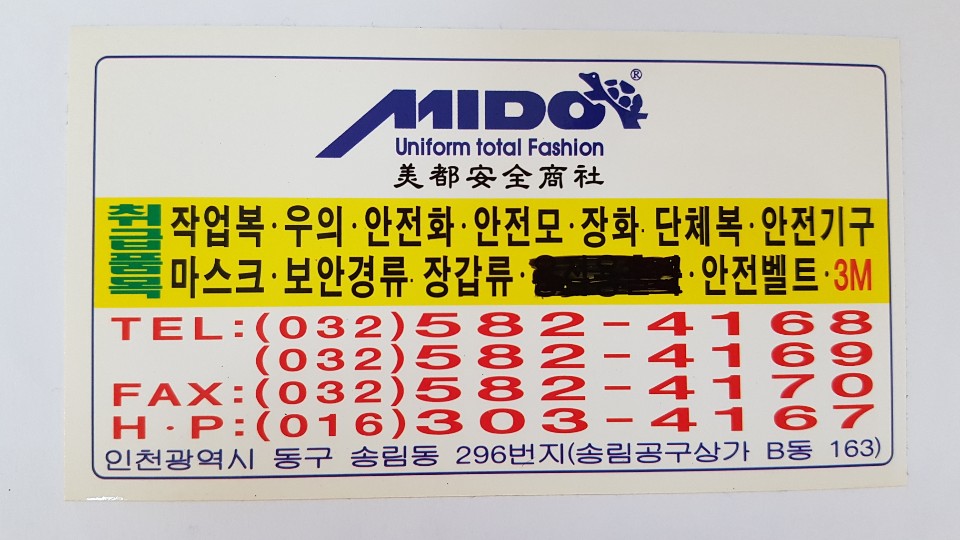 MIDO®
Uniform total Fashion
美都安全商社
취급품목
작업복·우의·안전화·안전모·장화·단체복·안전기구
마스크·보안경류·장갑류· ·안전벨트·3M
TEL:(032)582-4168
(032)582-4169
FAX:(032)582-4170
H·P:(016)303-4167
인천광역시 동구 송림동 296번지(송림공구상가 B동 163)